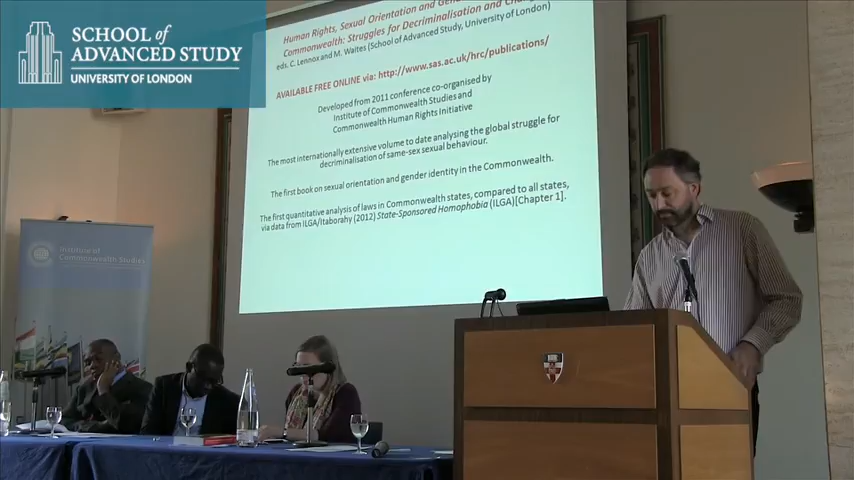 SCHOOL of
ADVANCED STUDY
UNIVERSITY OF LONDON
Human Rights, Sexual Orientation and
Commonwealth: Struggles for Decriminalisation and
eds. C. Lennox and M. Waites (School of Advanced Study, University of London)
AVAILABLE FREE ONLINE via: http://www.sas.ac.uk/hrc/publications/
Developed from 2011 conference co-organised by
Institute of Commonwealth Studies and
Commonwealth Human Rights Initiative
The most internationally extensive volume to date analysing the global struggle for
decriminalisation of same-sex sexual behaviour.
The first book on sexual orientation and gender identity in the Commonwealth.
The first quantitative analysis of laws in Commonwealth states, compared to all states,
via data from ILGA/Itaborahy (2012) State-Sponsored Homophobia (ILGA)[Chapter 1].
Institute of
Commonwealth Studies